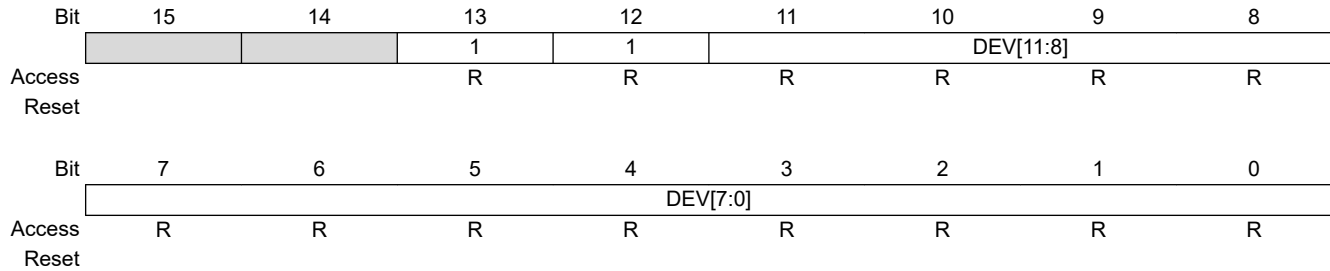 Bit 15 14 13 12 11 10 9 8
1 1 DEV[11:8]
Access R R R R R R
Reset
Bit 7 6 5 4 3 2 1 0
DEV[7:0]
Access R R R R R R R R
Reset